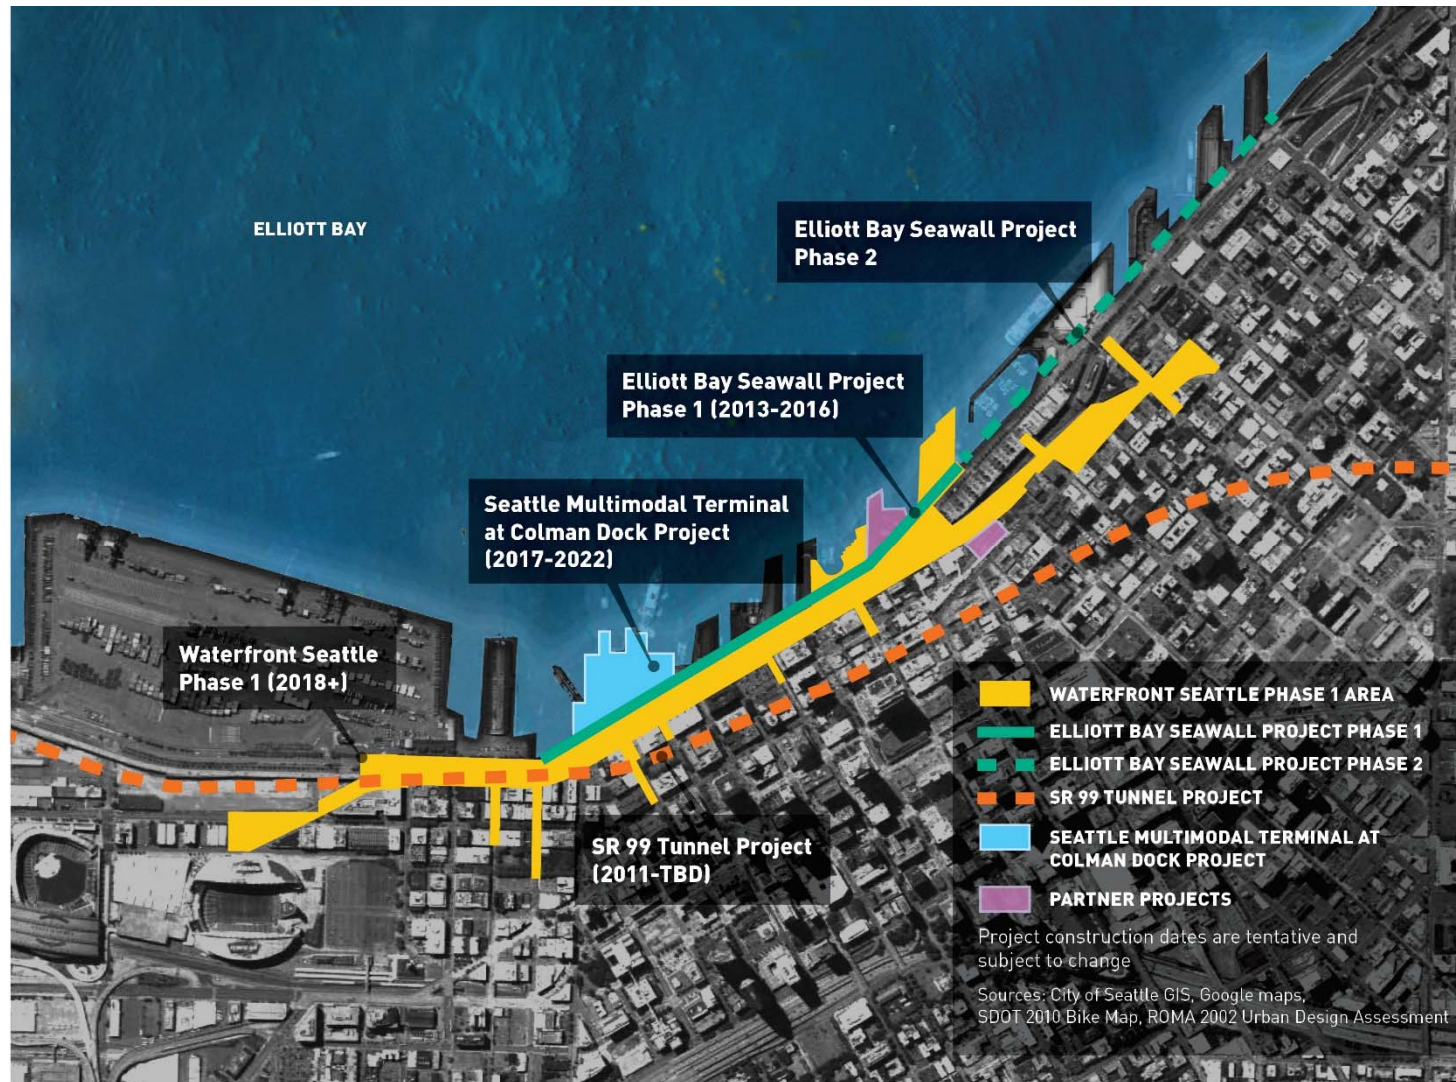 ELLIOTT BAY
Elliott Bay Seawall Project
Phase 2
Elliott Bay Seawall Project
Phase 1 (2013-2016)
Seattle Multimodal Terminal
at Colman Dock Project
(2017-2022)
Waterfront Seattle
Phase 1 (2018+)
SR 99 Tunnel Project
(2011-TBD)
WATERFRONT SEATTLE PHASE 1 AREA
ELLIOTT BAY SEAWALL PROJECT PHASE 1
ELLIOTT BAY SEAWALL PROJECT PHASE 2
SR 99 TUNNEL PROJECT
SEATTLE MULTIMODAL TERMINAL AT
COLMAN DOCK PROJECT
PARTNER PROJECTS
Project construction dates are tentative and
subject to change
Sources: City of Seattle GIS, Google maps,
SDOT 2010 Bike Map, ROMA 2002 Urban Design Assessment